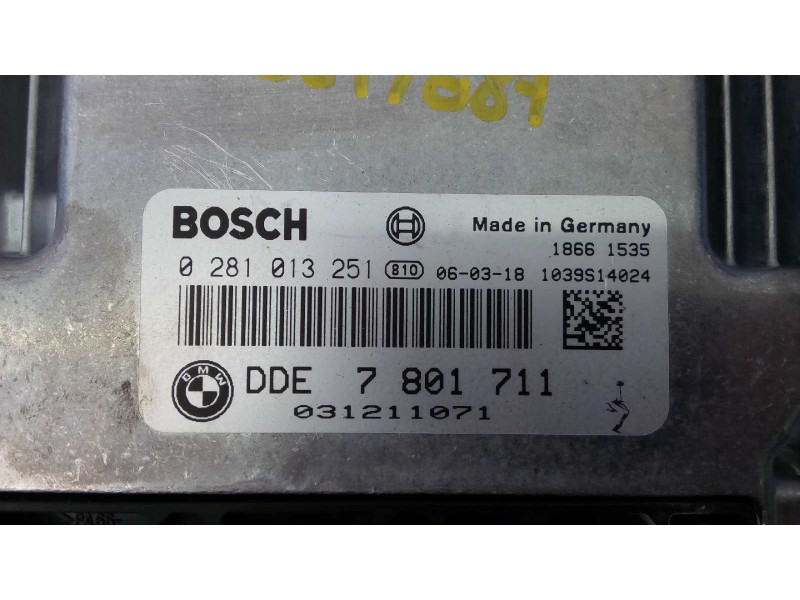 BOSCH
Made in Germany
1866 1535
0 281 013 251 810 06-03-18 1039S14024
BMW
DDE 7 801 711
031211071